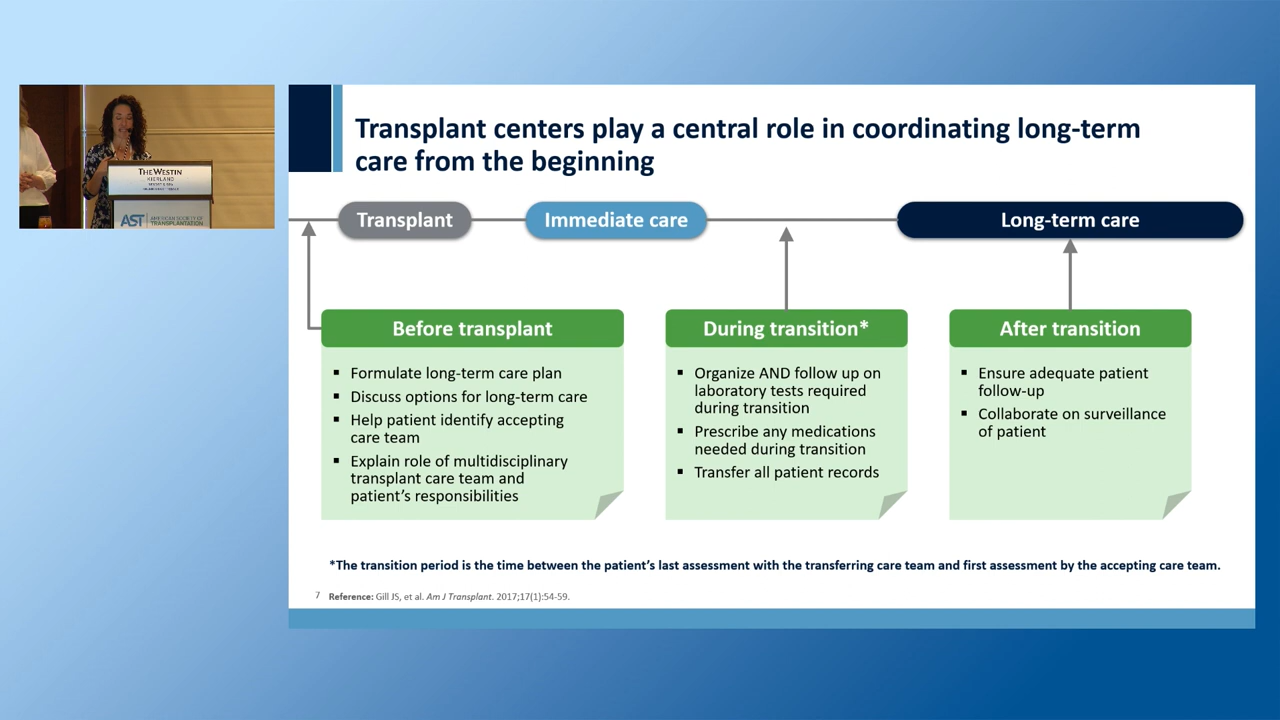 THE WESTIN
KIERLAND
AST AMERICAN SOCIETY OF
TRANSPLANTATION
Transplant centers play a central role in coordinating long-term
care from the beginning
Transplant
Immediate care
Long-term care
Before transplant
▪ Formulate long-term care plan
▪ Discuss options for long-term care
▪ Help patient identify accepting
care team
▪ Explain role of multidisciplinary
transplant care team and
patient’s responsibilities
During transition*
▪ Organize AND follow up on
laboratory tests required
during transition
▪ Prescribe any medications
needed during transition
▪ Transfer all patient records
After transition
▪ Ensure adequate patient
follow-up
▪ Collaborate on surveillance
of patient
*The transition period is the time between the patient’s last assessment with the transferring care team and first assessment by the accepting care team.
7 Reference: Gill JS, et al. Am J Transplant. 2017;17(1):54-59.